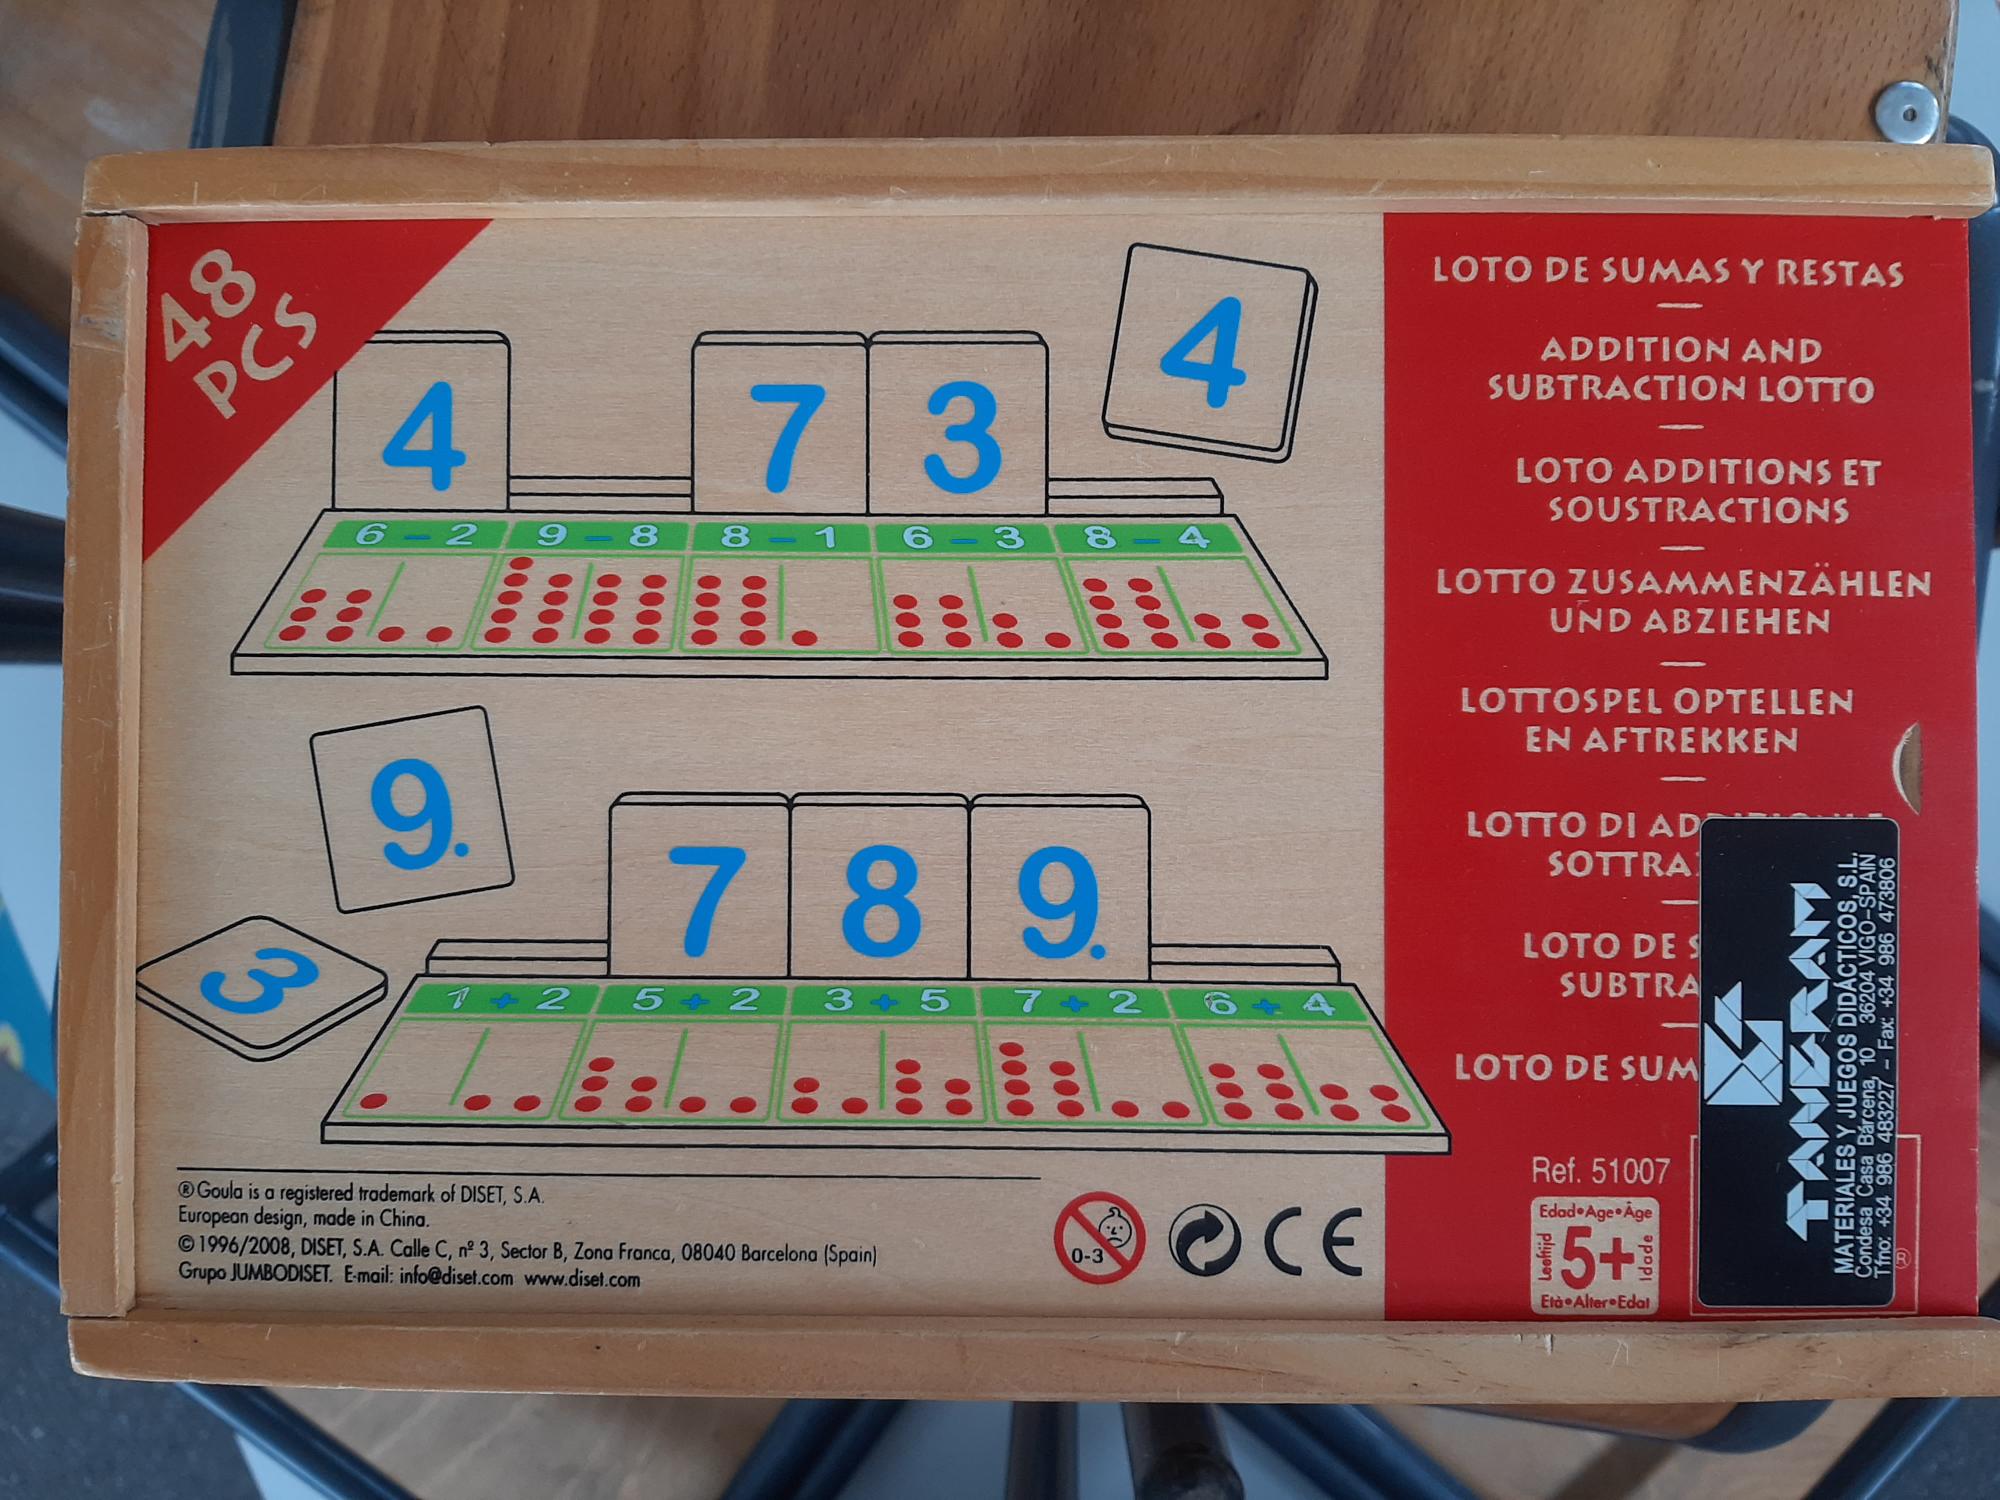 48
PCS
4
4
7 3
6 - 2 9 - 8 8 - 1 6 - 3 8 - 4
9.
7 8 9.
3
1 + 2 5 + 2 3 + 5 7 + 2 6 + 4
® Goula is a registered trademark of DISET, S.A.
European design, made in China.
© 1996/2008, DISET, S.A. Calle C, nº 3, Sector B, Zona Franca, 08040 Barcelona (Spain)
Grupo JUMBODISET. E-mail: info@diset.com www.diset.com
0-3
CE
LOTO DE SUMAS Y RESTAS
ADDITION AND
SUBTRACTION LOTTO
LOTO ADDITIONS ET
SOUSTRACTIONS
LOTTO ZUSAMMENZÄHLEN
UND ABZIEHEN
LOTTOSPEL OPTELLEN
EN AFTREKKEN
LOTTO DI
LOTO DE
LOTO DE
Ref. 51007
Edad•Age•Âge
Leeftijd
5+
Idade
Età•Alter•Edat
®
TANGRAM
MATERIALES Y JUEGOS DIDÁCTICOS, S.L.
Condesa Casa Bárcena, 10 36204 VIGO-SPAIN
Tfno: +34 986 483227 - Fax: +34 986 473806